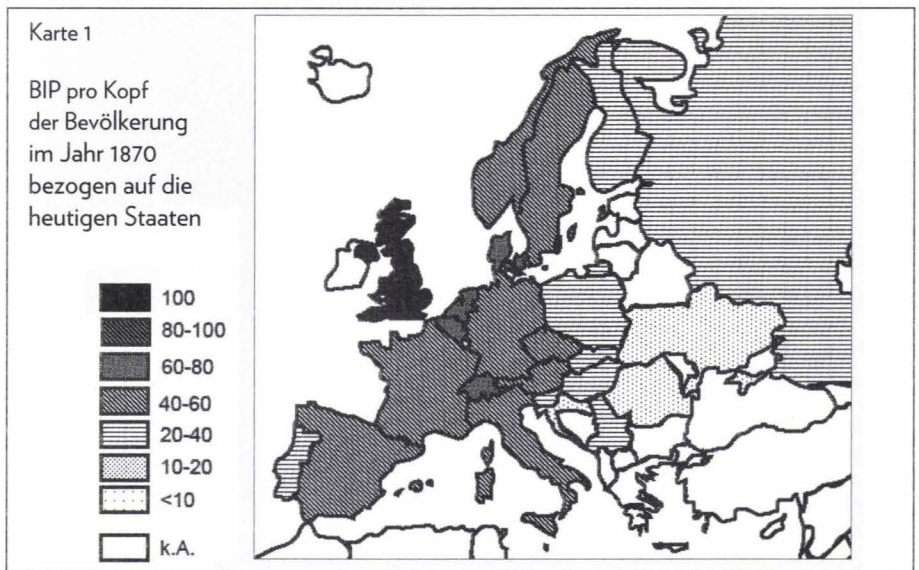 Karte 1
BIP pro Kopf
der Bevölkerung
im Jahr 1870
bezogen auf die
heutigen Staaten
100
80-100
60-80
40-60
20-40
10-20
<10
k.A.